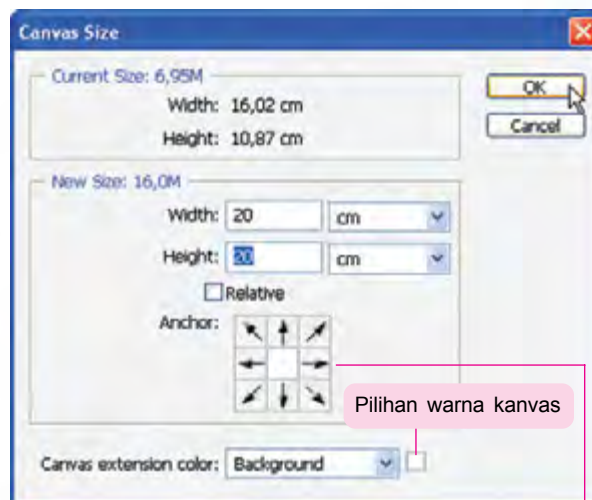 Canvas Size
Current Size: 6,95M
Width: 16,02 cm
Height: 10,87 cm
OK
Cancel
New Size: 16,0M
Width: 20 cm
Height: 20 cm
Relative
Anchor:
Pilihan warna kanvas
Canvas extension color: Background